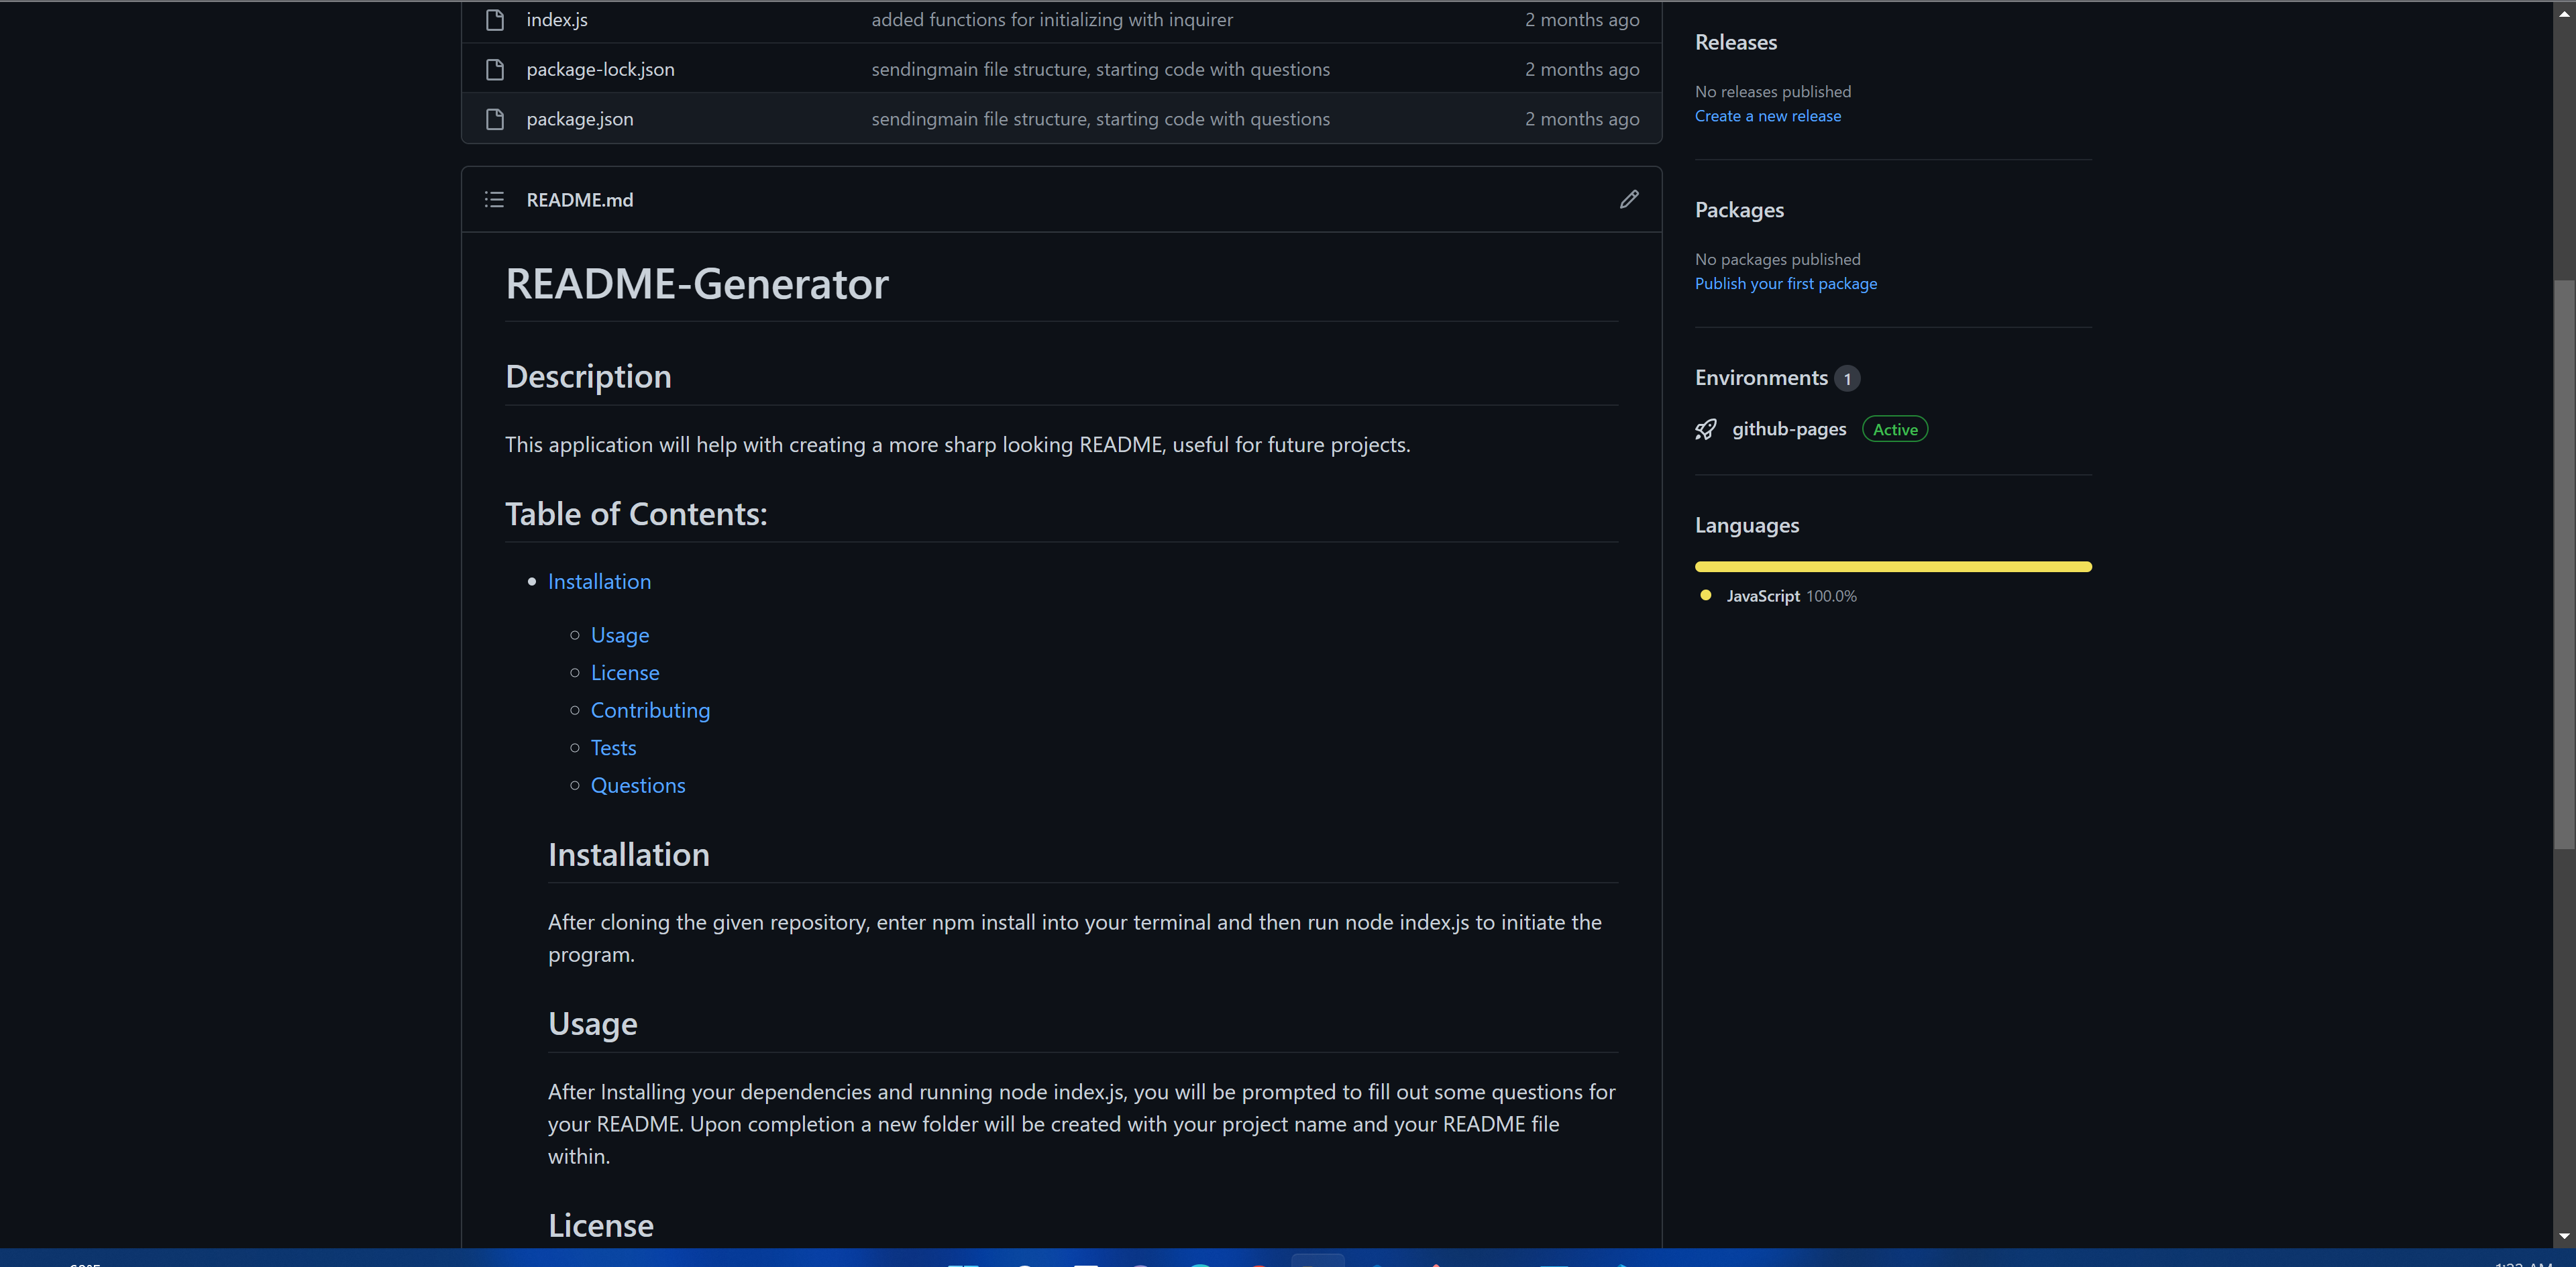 index.js added functions for initializing with inquirer 2 months ago
package-lock.json sendingmain file structure, starting code with questions 2 months ago
package.json sendingmain file structure, starting code with questions 2 months ago
README.md
README-Generator
Description
This application will help with creating a more sharp looking README, useful for future projects.
Table of Contents:
Installation
Usage
License
Contributing
Tests
Questions
Installation
After cloning the given repository, enter npm install into your terminal and then run node index.js to initiate the
program.
Usage
After Installing your dependencies and running node index.js, you will be prompted to fill out some questions for
your README. Upon completion a new folder will be created with your project name and your README file
within.
License
Releases
No releases published
Create a new release
Packages
No packages published
Publish your first package
Environments 1
github-pages Active
Languages
JavaScript 100.0%